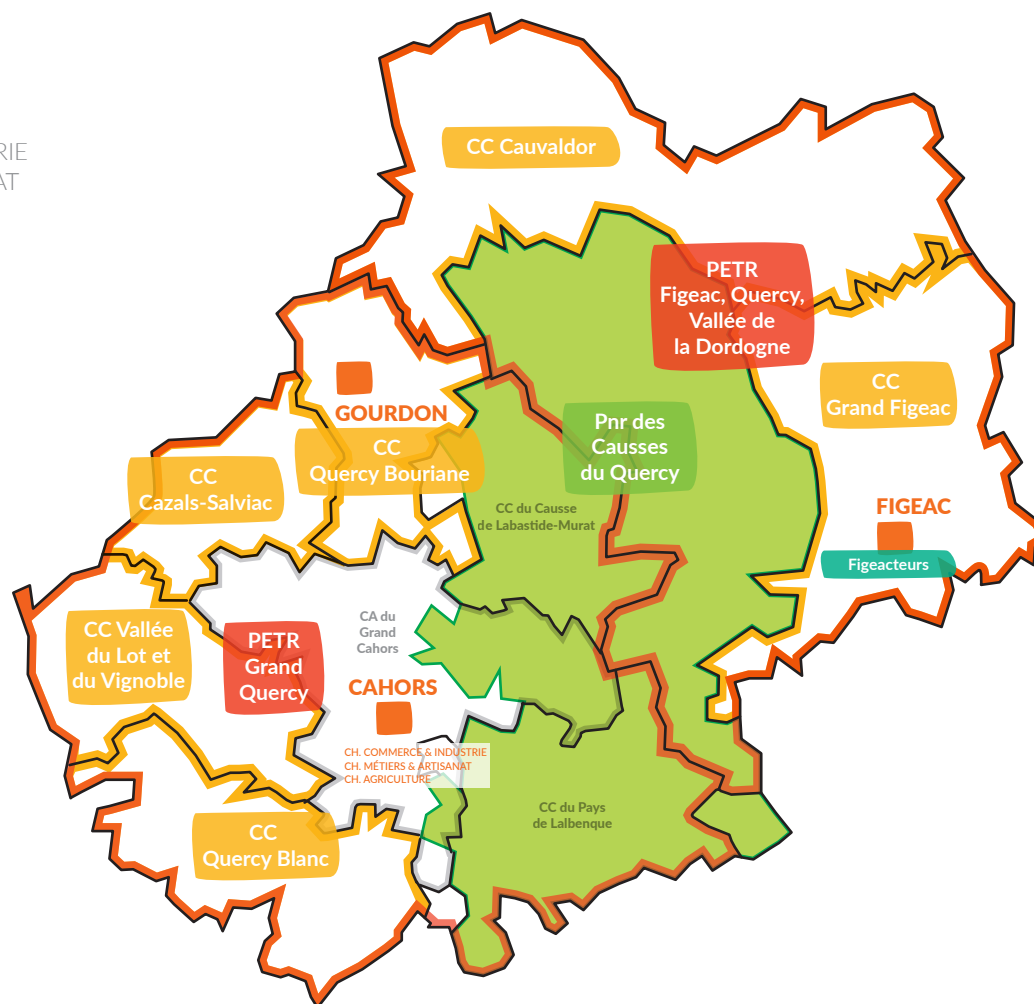 RIE
AT
CC Cauvaldor
PETR
Figeac, Quercy,
Vallée de
la Dordogne
CC
Grand Figeac
GOURDON
CC
Quercy Bouriane
Pnr des
Causses
du Quercy
CC
Cazals-Salviac
CC du Causse
de Labastide-Murat
FIGEAC
Figeacteurs
CA du
Grand
Cahors
CC Vallée
du Lot et
du Vignoble
PETR
Grand
Quercy
CAHORS
CH. COMMERCE & INDUSTRIE
CH. MÉTIERS & ARTISANAT
CH. AGRICULTURE
CC du Pays
de Lalbenque
CC
Quercy Blanc